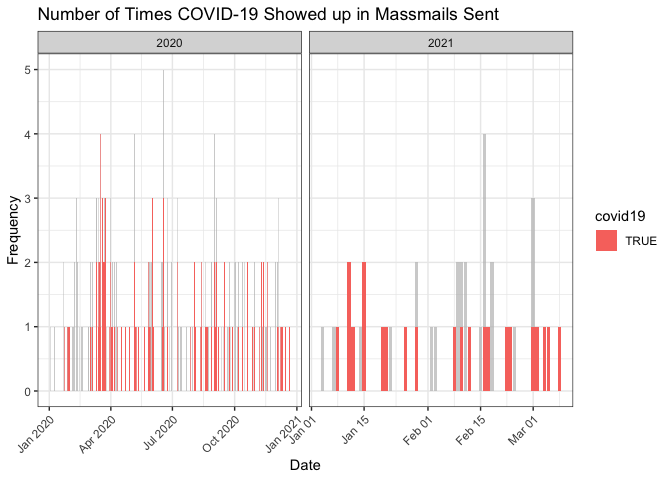 Number of Times COVID-19 Showed up in Massmails Sent
2020
2021
5
4
3
2
1
0
Frequency
Jan 2020
Apr 2020
Jul 2020
Oct 2020
Jan 2021
Jan 01
Jan 15
Feb 01
Feb 15
Mar 01
Date
covid19
TRUE